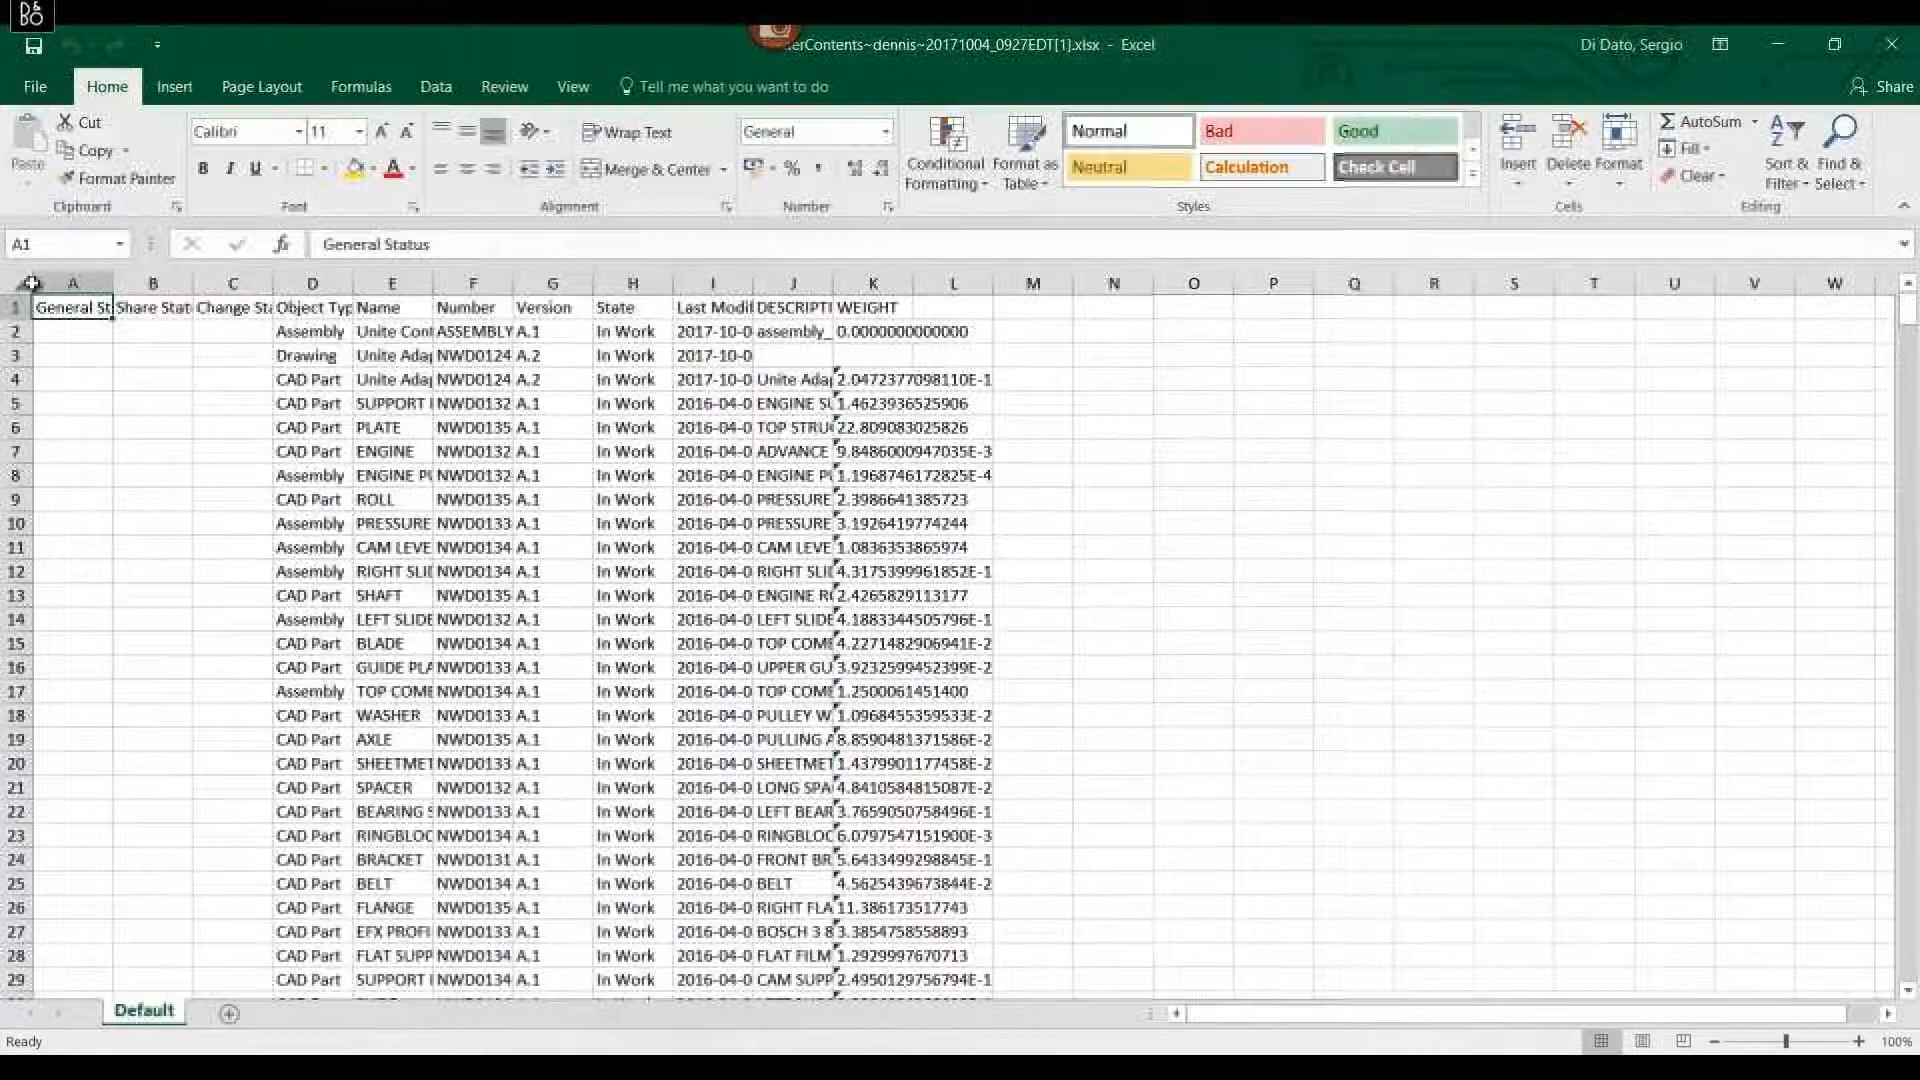 B&O
erContents~dennis~20171004_0927EDT[1].xlsx - Excel
Di Dato, Sergio
File Home Insert Page Layout Formulas Data Review View Tell me what you want to do
Share
Paste
Cut
Copy
Format Painter
Clipboard
Calibri 11
B I U
Font
Wrap Text
Merge & Center
Alignment
General
%
Number
Conditional Formatting
Format as Table
Normal Bad Good
Neutral Calculation Check Cell
Styles
Insert Delete Format
Cells
AutoSum
Fill
Clear
Sort & Filter
Find & Select
Editing
A1 fx General Status
A B C D E F G H I J K L M N O P Q R S T U V W
1 General St Share Stat Change Sta Object Typ Name Number Version State Last Modif DESCRIPTI WEIGHT
2 Assembly Unite Cont ASSEMBLY A.1 In Work 2017-10-0 assembly_ 0.0000000000000
3 Drawing Unite Adap NWD0124 A.2 In Work 2017-10-0
4 CAD Part Unite Adap NWD0124 A.2 In Work 2017-10-0 Unite Adap 2.0472377098110E-1
5 CAD Part SUPPORT NWD0132 A.1 In Work 2016-04-0 ENGINE SU 1.4623936525906
6 CAD Part PLATE NWD0135 A.1 In Work 2016-04-0 TOP STRU 22.809083025826
7 CAD Part ENGINE NWD0132 A.1 In Work 2016-04-0 ADVANCE 9.8486000947035E-3
8 Assembly ENGINE PU NWD0132 A.1 In Work 2016-04-0 ENGINE PU 1.1968746172825E-4
9 CAD Part ROLL NWD0135 A.1 In Work 2016-04-0 PRESSURE 2.3986641385723
10 Assembly PRESSURE NWD0133 A.1 In Work 2016-04-0 PRESSURE 3.1926419774244
11 Assembly CAM LEVE NWD0134 A.1 In Work 2016-04-0 CAM LEVE 1.0836353865974
12 Assembly RIGHT SLID NWD0134 A.1 In Work 2016-04-0 RIGHT SLID 4.3175399961852E-1
13 CAD Part SHAFT NWD0135 A.1 In Work 2016-04-0 ENGINE RO 2.4265829113177
14 Assembly LEFT SLIDE NWD0132 A.1 In Work 2016-04-0 LEFT SLIDE 4.1883344505796E-1
15 CAD Part BLADE NWD0134 A.1 In Work 2016-04-0 TOP COMB 4.2271482906941E-2
16 CAD Part GUIDE PLA NWD0133 A.1 In Work 2016-04-0 UPPER GU 3.9232599452399E-2
17 Assembly TOP COMB NWD0134 A.1 In Work 2016-04-0 TOP COMB 1.2500061451400
18 CAD Part WASHER NWD0133 A.1 In Work 2016-04-0 PULLEY W 1.0968455359533E-2
19 CAD Part AXLE NWD0135 A.1 In Work 2016-04-0 PULLING A 8.8590481371586E-2
20 CAD Part SHEETMET NWD0133 A.1 In Work 2016-04-0 SHEETMET 1.4379901177458E-2
21 CAD Part SPACER NWD0132 A.1 In Work 2016-04-0 LONG SPA 4.8410584815087E-2
22 CAD Part BEARING S NWD0133 A.1 In Work 2016-04-0 LEFT BEAR 3.7659050758496E-1
23 CAD Part RINGBLOC NWD0134 A.1 In Work 2016-04-0 RINGBLOC 6.0797547151900E-3
24 CAD Part BRACKET NWD0131 A.1 In Work 2016-04-0 FRONT BR 5.6433499298845E-1
25 CAD Part BELT NWD0134 A.1 In Work 2016-04-0 BELT 4.5625439673844E-2
26 CAD Part FLANGE NWD0135 A.1 In Work 2016-04-0 RIGHT FLA 11.386173517743
27 CAD Part EFX PROFI NWD0133 A.1 In Work 2016-04-0 BOSCH 3 8 3.3854758558893
28 CAD Part FLAT SUPP NWD0134 A.1 In Work 2016-04-0 FLAT FILM 1.2929997670713
29 CAD Part SUPPORT NWD0134 A.1 In Work 2016-04-0 CAM SUPP 2.4950129756794E-1
Default
Ready
100%